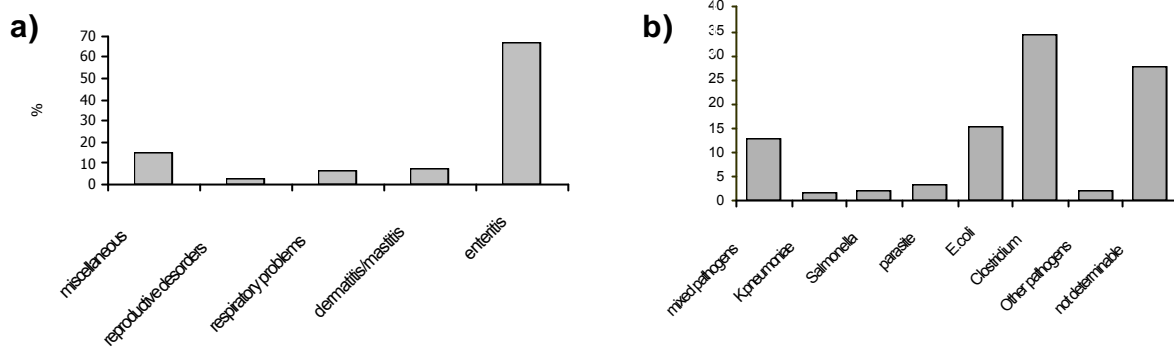 a)
%
70
60
50
40
30
20
10
0
miscellaneous
reproductive desorders
respiratory problems
dermatitis/mastitis
enteritis
b)
40
35
30
25
20
15
10
5
0
mixed pathogens
K.pneumoniae
Salmonella
parasite
E.coli
Clostridium
Other pathogens
not determinable